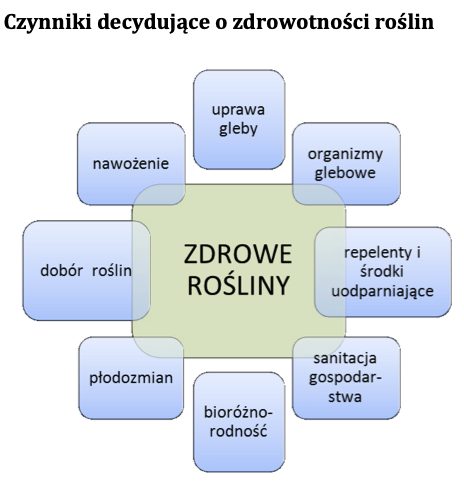 Czynniki decydujące o zdrowotności roślin
uprawa
gleby
organizmy
glebowe
repelenty i
środki
uodparniające
sanitacja
gospodar-
stwa
bioróżno-
rodność
płodozmian
dobór roślin
nawożenie
ZDROWE
ROŚLINY